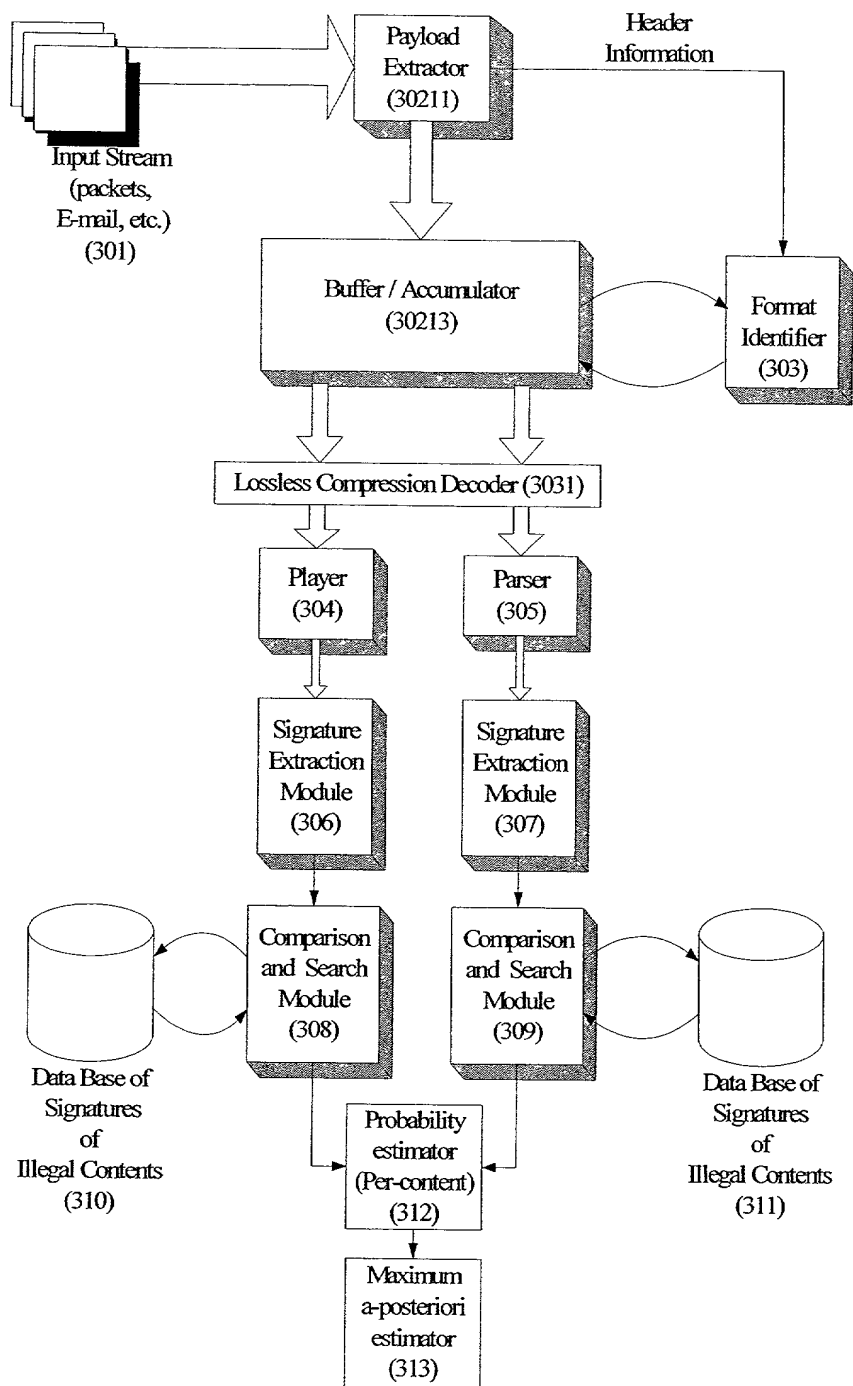 Payload
Extractor
(30211)
Header
Information
Input Stream
(packets,
E-mail, etc.)
(301)
Buffer / Accumulator
(30213)
Format
Identifier
(303)
Lossless Compression Decoder (3031)
Player
(304)
Parser
(305)
Signature
Extraction
Module
(306)
Signature
Extraction
Module
(307)
Comparison
and Search
Module
(308)
Comparison
and Search
Module
(309)
Data Base of
Signatures
of
Illegal Contents
(310)
Data Base of
Signatures
of
Illegal Contents
(311)
Probability
estimator
(Per-content)
(312)
Maximum
a-posteriori
estimator
(313)